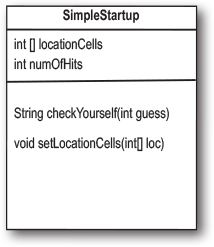 SimpleStartup
int [] locationCells
int numOfHits
String checkYourself(int guess)
void setLocationCells(int[] loc)